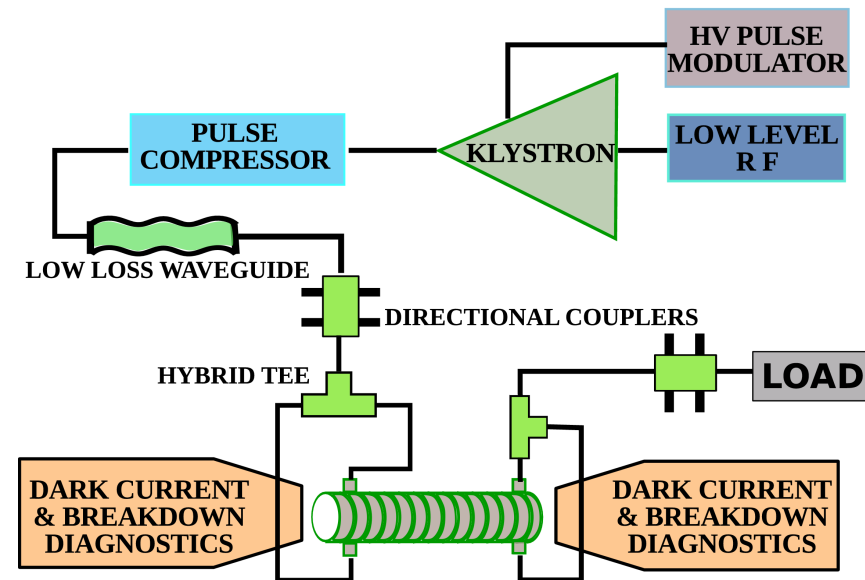 HV PULSE
MODULATOR
PULSE
COMPRESSOR
KLYSTRON
LOW LEVEL
R F
LOW LOSS WAVEGUIDE
DIRECTIONAL COUPLERS
HYBRID TEE
LOAD
DARK CURRENT
& BREAKDOWN
DIAGNOSTICS
DARK CURRENT
& BREAKDOWN
DIAGNOSTICS